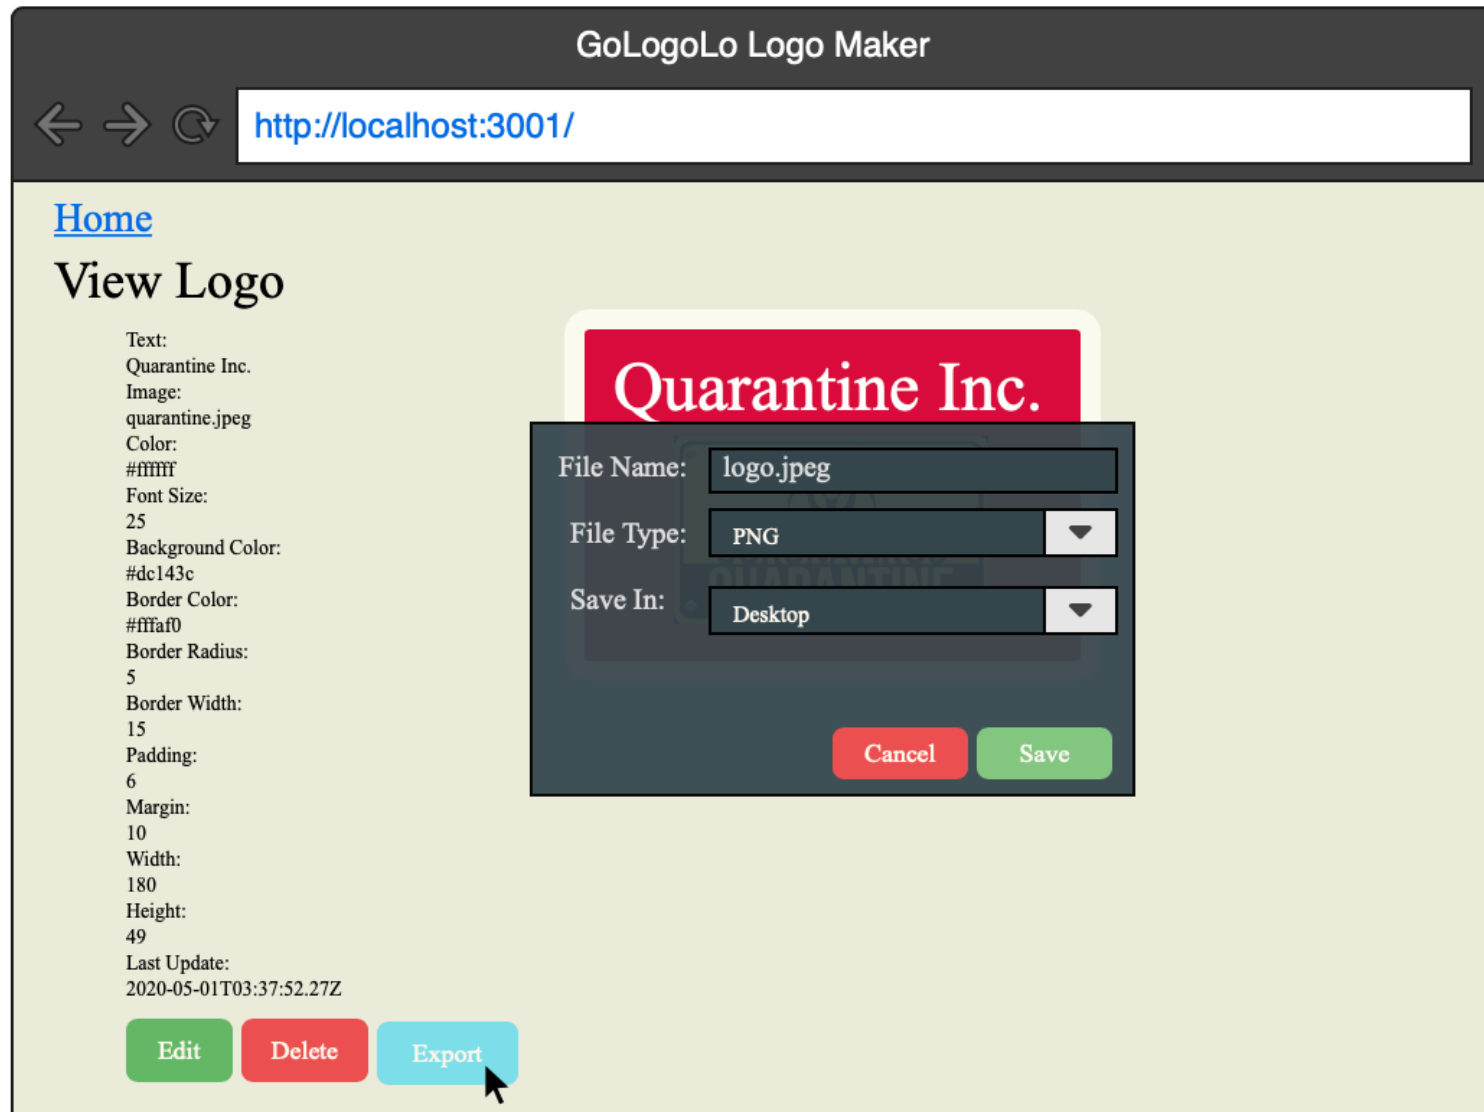 GoLogoLo Logo Maker
http://localhost:3001/
Home
View Logo
Text:
Quarantine Inc.
Image:
quarantine.jpeg
Color:
#ffffff
Font Size:
25
Background Color:
#dc143c
Border Color:
#fffaf0
Border Radius:
5
Border Width:
15
Padding:
6
Margin:
10
Width:
180
Height:
49
Last Update:
2020-05-01T03:37:52.27Z
Edit Delete Export
Quarantine Inc.
File Name: logo.jpeg
File Type: PNG
QUARANTINE
Save In: Desktop
Cancel Save